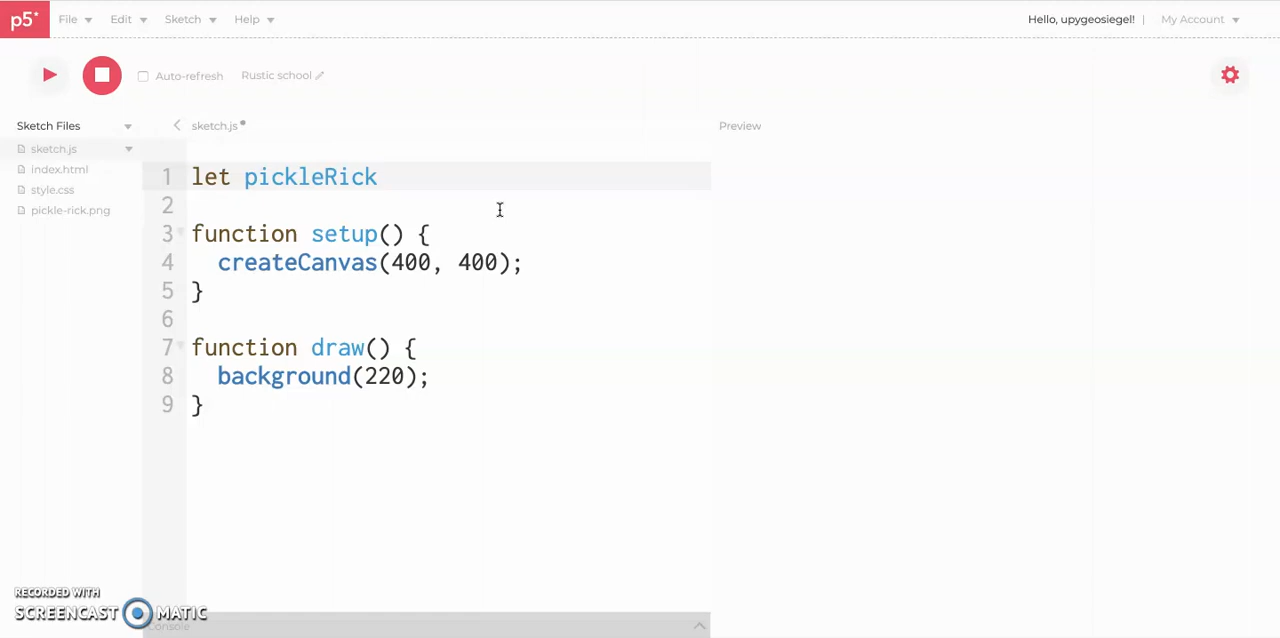 p5* File Edit Sketch Help Hello, upygeosiegel! | My Account
Auto-refresh Rustic school
Sketch Files < sketch.js Preview
sketch.js
index.html
style.css
pickle-rick.png
1 let pickleRick
2
3 function setup() {
4 createCanvas(400, 400);
5 }
6
7 function draw() {
8 background(220);
9 }
RECORDED WITH
SCREENCAST MATIC
Console